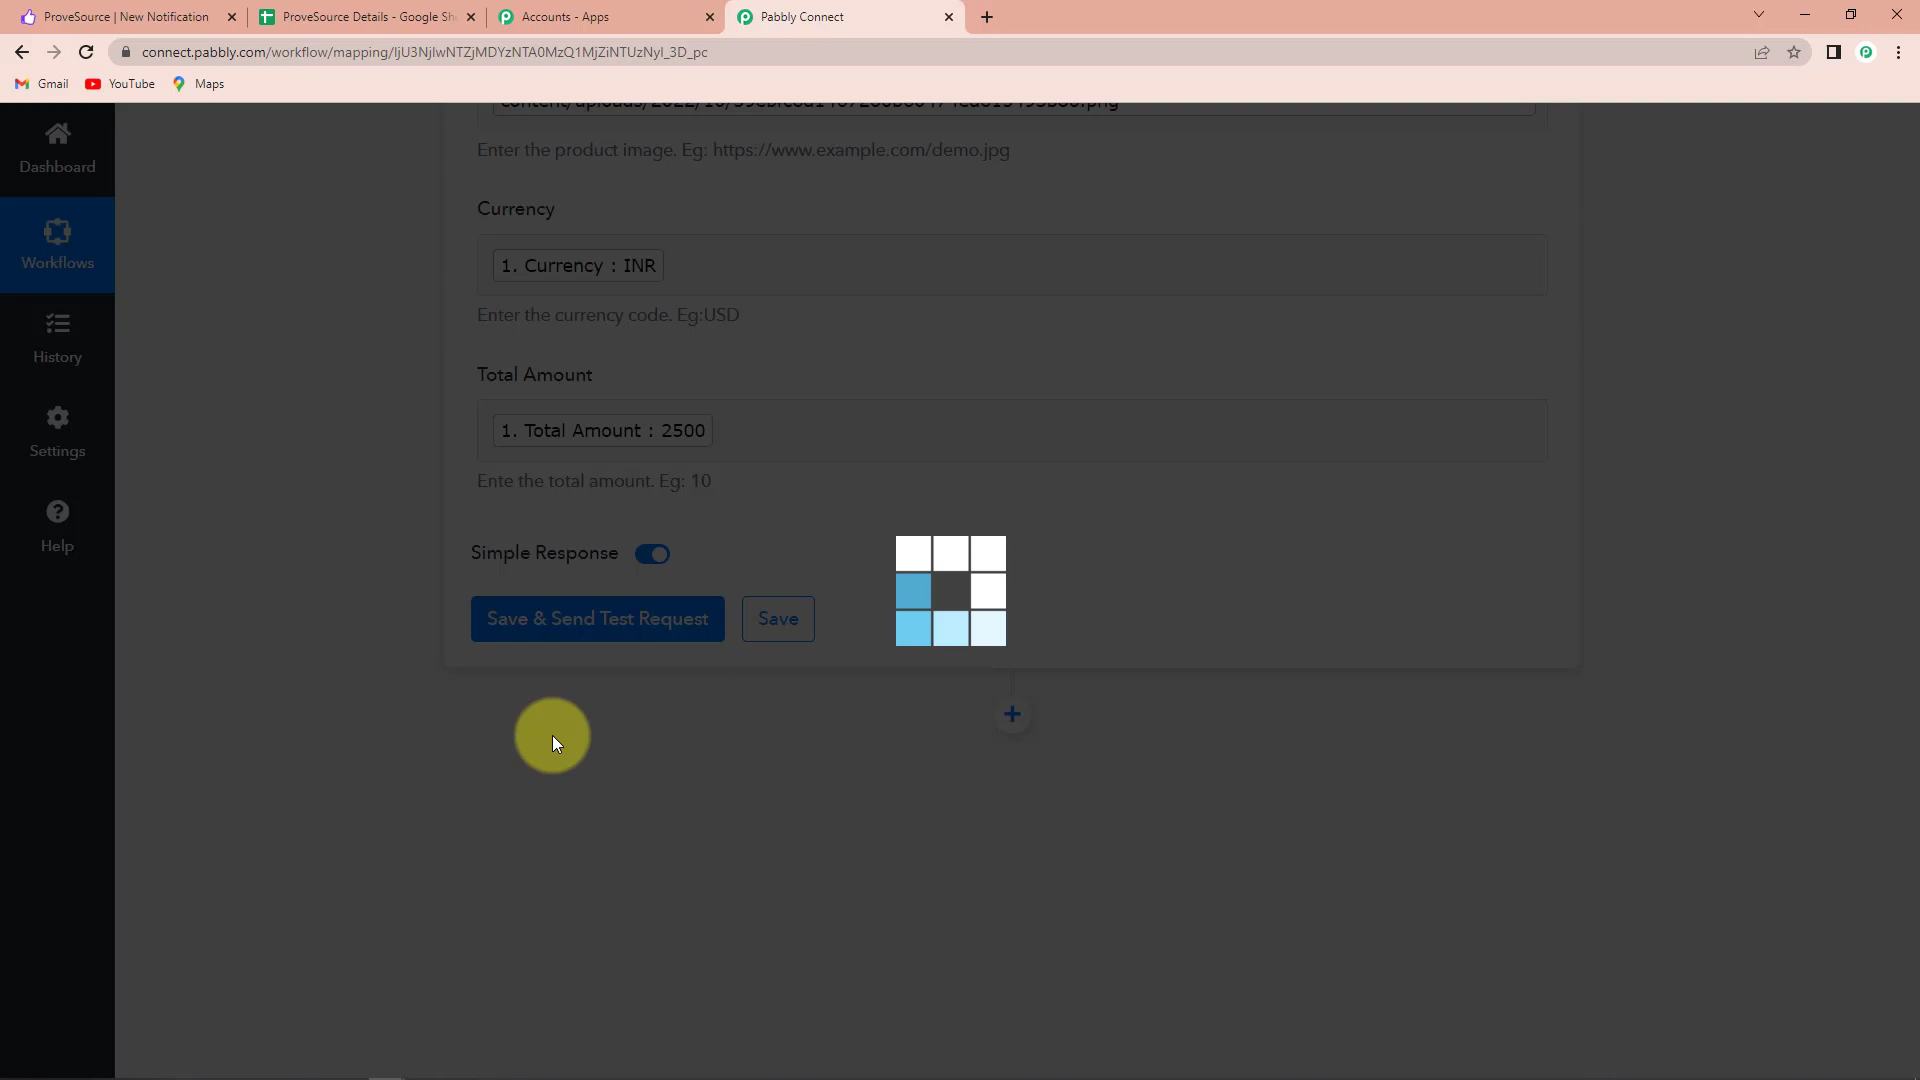 ProveSource | New Notification
ProveSource Details - Google She
Accounts - Apps
Pabbly Connect
connect.pabbly.com/workflow/mapping/IjU3NjIwNTZjMDYzNTA0MzQ1MjZiNTUzNyI_3D_pc
Gmail
YouTube
Maps
Dashboard
Workflows
History
Settings
Help
Enter the product image. Eg: https://www.example.com/demo.jpg
Currency
1. Currency : INR
Enter the currency code. Eg:USD
Total Amount
1. Total Amount : 2500
Ente the total amount. Eg: 10
Simple Response
Save & Send Test Request
Save